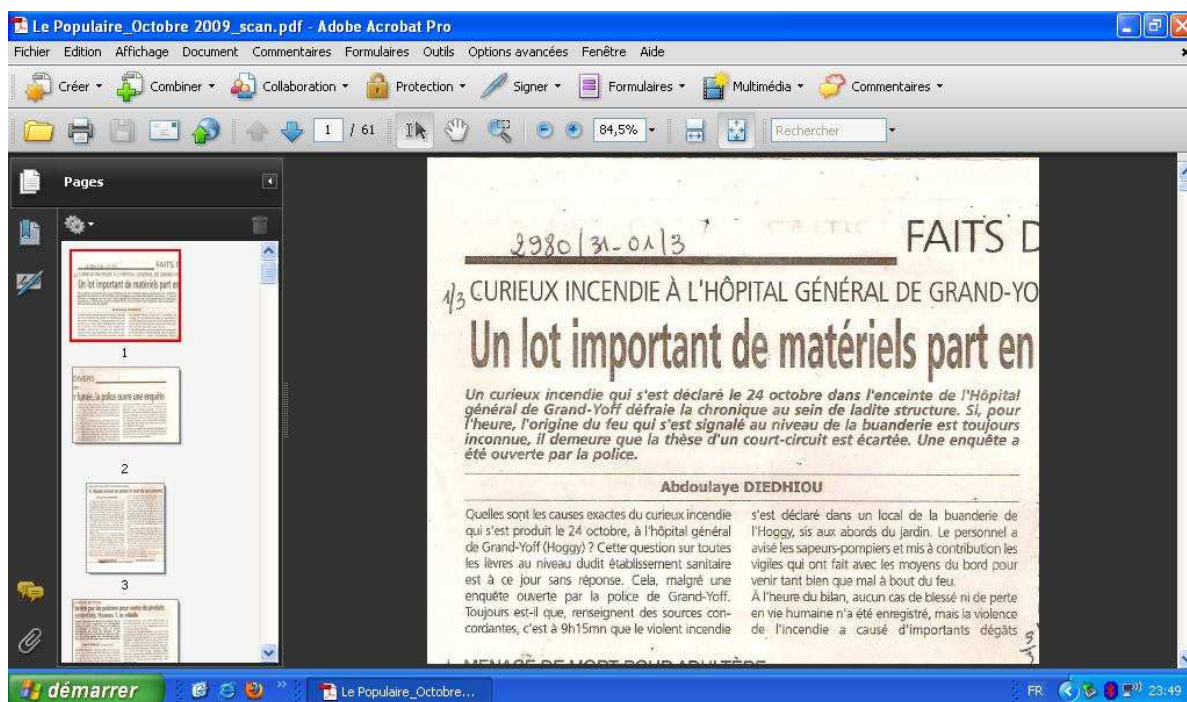 Le Populaire_Octobre 2009_scan.pdf - Adobe Acrobat Pro
Fichier Edition Affichage Document Commentaires Formulaires Outils Options avancées Fenêtre Aide
Créer Combiner Collaboration Protection Signer Formulaires Multimédia Commentaires
1 / 61 84,5% Rechercher
Pages
1
2
3
2980/31-01/3
FAITS D
1/3 CURIEUX INCENDIE À L'HÔPITAL GÉNÉRAL DE GRAND-YO
Un lot important de matériels part en
Un curieux incendie qui s'est déclaré le 24 octobre dans l'enceinte de l'Hôpital
général de Grand-Yoff défraie la chronique au sein de ladite structure. Si, pour
l'heure, l'origine du feu qui s'est signalé au niveau de la buanderie est toujours
inconnue, il demeure que la thèse d'un court-circuit est écartée. Une enquête a
été ouverte par la police.
Abdoulaye DIEDHIOU
Quelles sont les causes exactes du curieux incendie
qui s'est produit le 24 octobre, à l'hôpital général
de Grand-Yoff (Hoggy) ? Cette question sur toutes
les lèvres au niveau dudit établissement sanitaire
est à ce jour sans réponse. Cela, malgré une
enquête ouverte par la police de Grand-Yoff.
Toujours est-il que, renseignent des sources con-
cordantes, c'est à 9h15mn que le violent incendie
s'est déclaré dans un local de la buanderie de
l'Hoggy, sis aux abords du jardin. Le personnel a
avisé les sapeurs-pompiers et mis à contribution les
vigiles qui ont fait avec les moyens du bord pour
venir tant bien que mal à bout du feu.
À l'heure du bilan, aucun cas de blessé ni de perte
en vie humaine n'a été enregistré, mais la violence
de l'incendie a causé d'importants dégâts
MENACE DE MORT POUR ADULTÈRE
démarrer
Le Populaire_Octobre...
FR 23:49